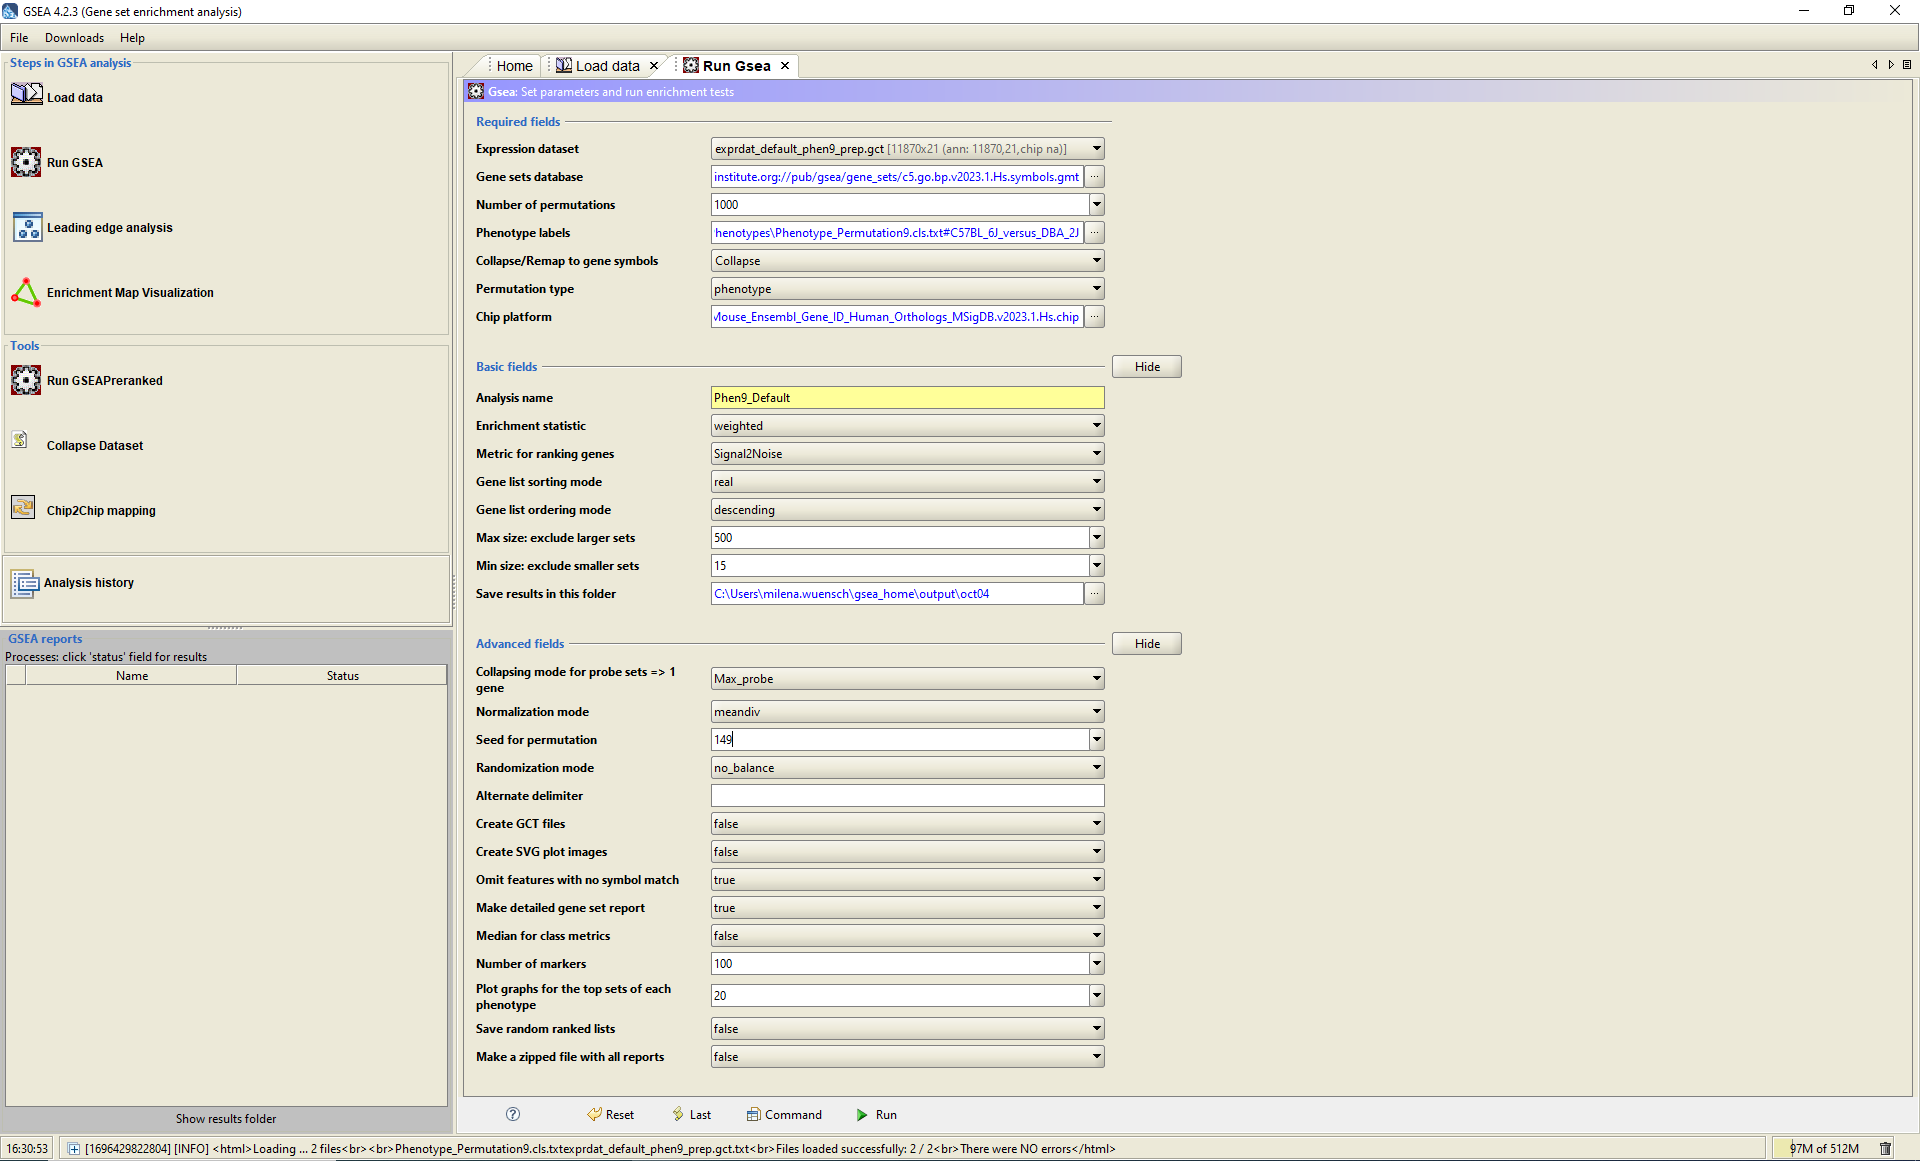 GSEA 4.2.3 (Gene set enrichment analysis)
File Downloads Help
Steps in GSEA analysis
Load data
Run GSEA
Leading edge analysis
Enrichment Map Visualization
Tools
Run GSEAPreranked
Collapse Dataset
Chip2Chip mapping
Analysis history
GSEA reports
Processes: click 'status' field for results
Name Status
Show results folder
Home Load data Run Gsea
Gsea: Set parameters and run enrichment tests
Required fields
Expression dataset exprdat_default_phen9_prep.gct [11870x21 (ann: 11870,21,chip na)]
Gene sets database institute.org://pub/gsea/gene_sets/c5.go.bp.v2023.1.Hs.symbols.gmt ...
Number of permutations 1000
Phenotype labels henotypes\Phenotype_Permutation9.cls.txt#C57BL_6J_versus_DBA_2J ...
Collapse/Remap to gene symbols Collapse
Permutation type phenotype
Chip platform Mouse_Ensembl_Gene_ID_Human_Orthologs_MSigDB.v2023.1.Hs.chip ...
Basic fields Hide
Analysis name Phen9_Default
Enrichment statistic weighted
Metric for ranking genes Signal2Noise
Gene list sorting mode real
Gene list ordering mode descending
Max size: exclude larger sets 500
Min size: exclude smaller sets 15
Save results in this folder C:\Users\milena.wuensch\gsea_home\output\oct04 ...
Advanced fields Hide
Collapsing mode for probe sets => 1
gene Max_probe
Normalization mode meandiv
Seed for permutation 149
Randomization mode no_balance
Alternate delimiter
Create GCT files false
Create SVG plot images false
Omit features with no symbol match true
Make detailed gene set report true
Median for class metrics false
Number of markers 100
Plot graphs for the top sets of each
phenotype 20
Save random ranked lists false
Make a zipped file with all reports false
? Reset Last Command Run
16:30:53 [1696429822804] [INFO] <html>Loading ... 2 files<br><br>Phenotype_Permutation9.cls.txtexprdat_default_phen9_prep.gct.txt<br>Files loaded successfully: 2 / 2<br>There were NO errors</html> 97M of 512M